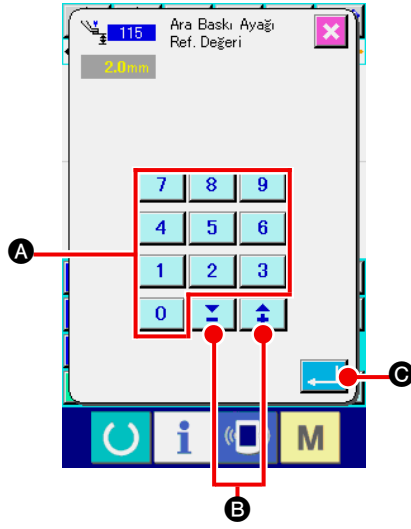 115 Ara Baskı Ayağı
Ref. Değeri
2.0mm
7 8 9
4 5 6
A
1 2 3
0
C
i M
B